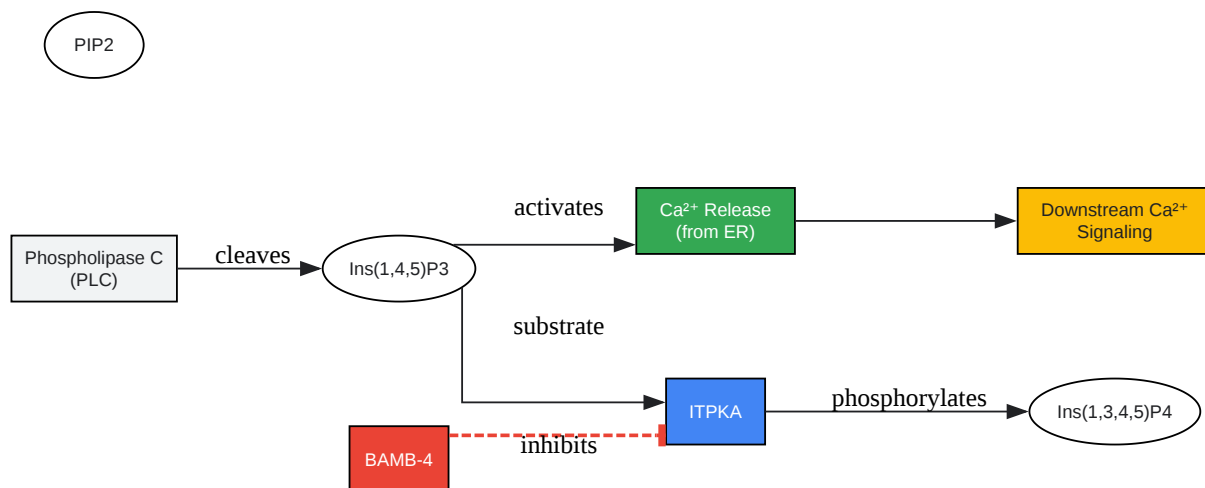 PIP2
activates
Ca²⁺ Release
(from ER)
Downstream Ca²⁺
Signaling
Phospholipase C
(PLC)
cleaves
Ins(1,4,5)P3
substrate
ITPKA
phosphorylates
Ins(1,3,4,5)P4
BAMB-4
inhibits